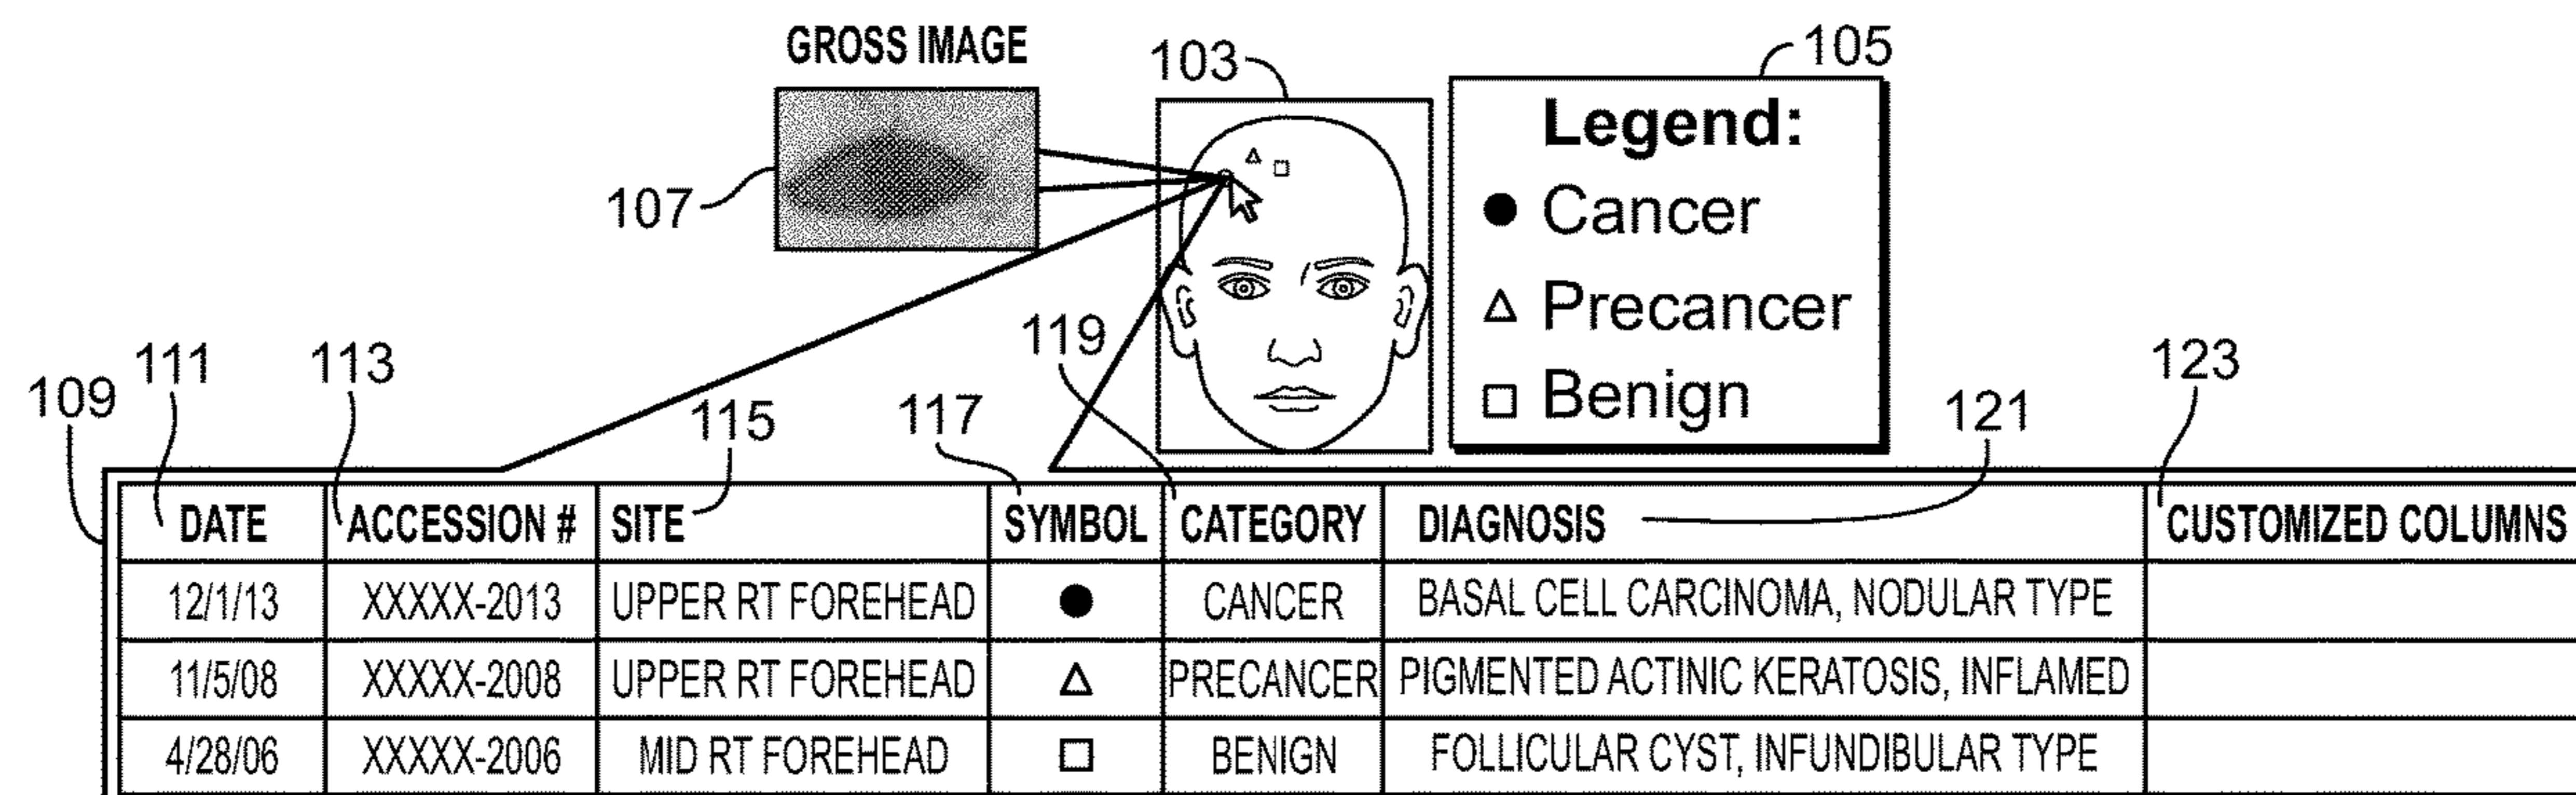 GROSS IMAGE
103
105
107
Legend:
Cancer
Precancer
Benign
109
111
113
115
117
119
121
123
DATE ACCESSION # SITE SYMBOL CATEGORY DIAGNOSIS CUSTOMIZED COLUMNS
12/1/13 XXXXX-2013 UPPER RT FOREHEAD ● CANCER BASAL CELL CARCINOMA, NODULAR TYPE
11/5/08 XXXXX-2008 UPPER RT FOREHEAD △ PRECANCER PIGMENTED ACTINIC KERATOSIS, INFLAMED
4/28/06 XXXXX-2006 MID RT FOREHEAD □ BENIGN FOLLICULAR CYST, INFUNDIBULAR TYPE